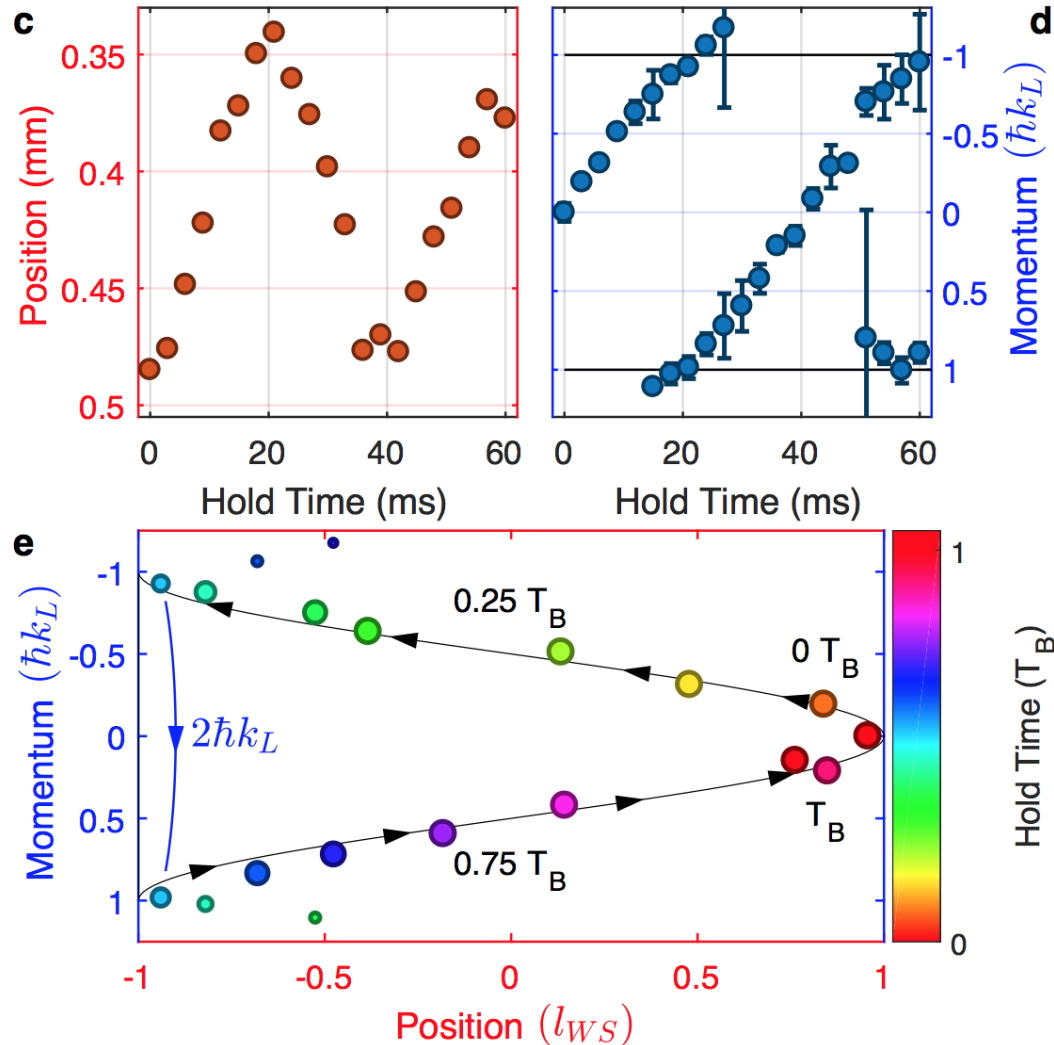 c
d
0.35
0.4
0.45
0.5
Position (mm)
0
20
40
60
Hold Time (ms)
-1
-0.5
0
0.5
1
Momentum (ħk_L)
0
20
40
60
Hold Time (ms)
e
-1
-0.5
0
0.5
1
Momentum (ħk_L)
0.25 T_B
0 T_B
2ħk_L
T_B
0.75 T_B
-1
-0.5
0
0.5
1
Position (l_{WS})
1
0
Hold Time (T_B)